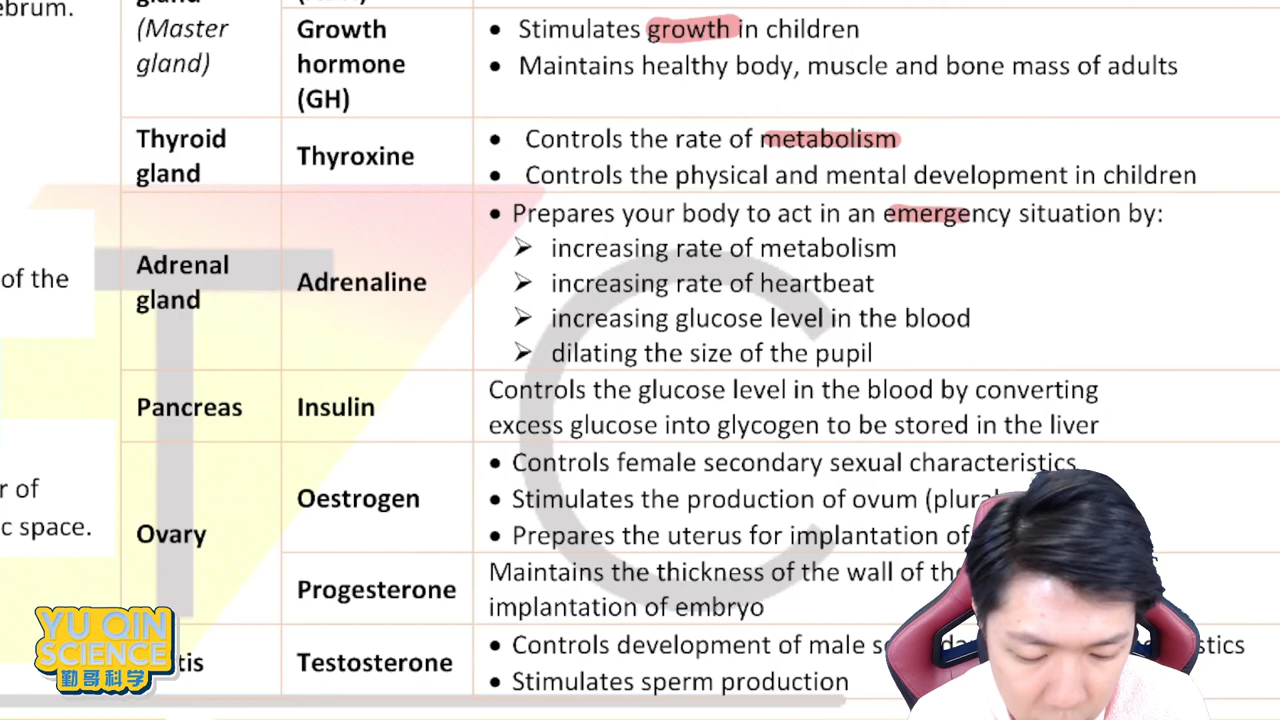 ebrum.
gland
(Master
gland)
Growth
hormone
(GH)
• Stimulates growth in children
• Maintains healthy body, muscle and bone mass of adults
Thyroid
gland
Thyroxine
• Controls the rate of metabolism
• Controls the physical and mental development in children
of the
Adrenal
gland
Adrenaline
• Prepares your body to act in an emergency situation by:
➢ increasing rate of metabolism
➢ increasing rate of heartbeat
➢ increasing glucose level in the blood
➢ dilating the size of the pupil
Pancreas
Insulin
Controls the glucose level in the blood by converting
excess glucose into glycogen to be stored in the liver
r of
c space.
Ovary
Oestrogen
• Controls female secondary sexual characteristics
• Stimulates the production of ovum (plural
• Prepares the uterus for implantation of
Progesterone
Maintains the thickness of the wall of the
implantation of embryo
tis
Testosterone
• Controls development of male
• Stimulates sperm production
YU QIN
SCIENCE
勤哥科学